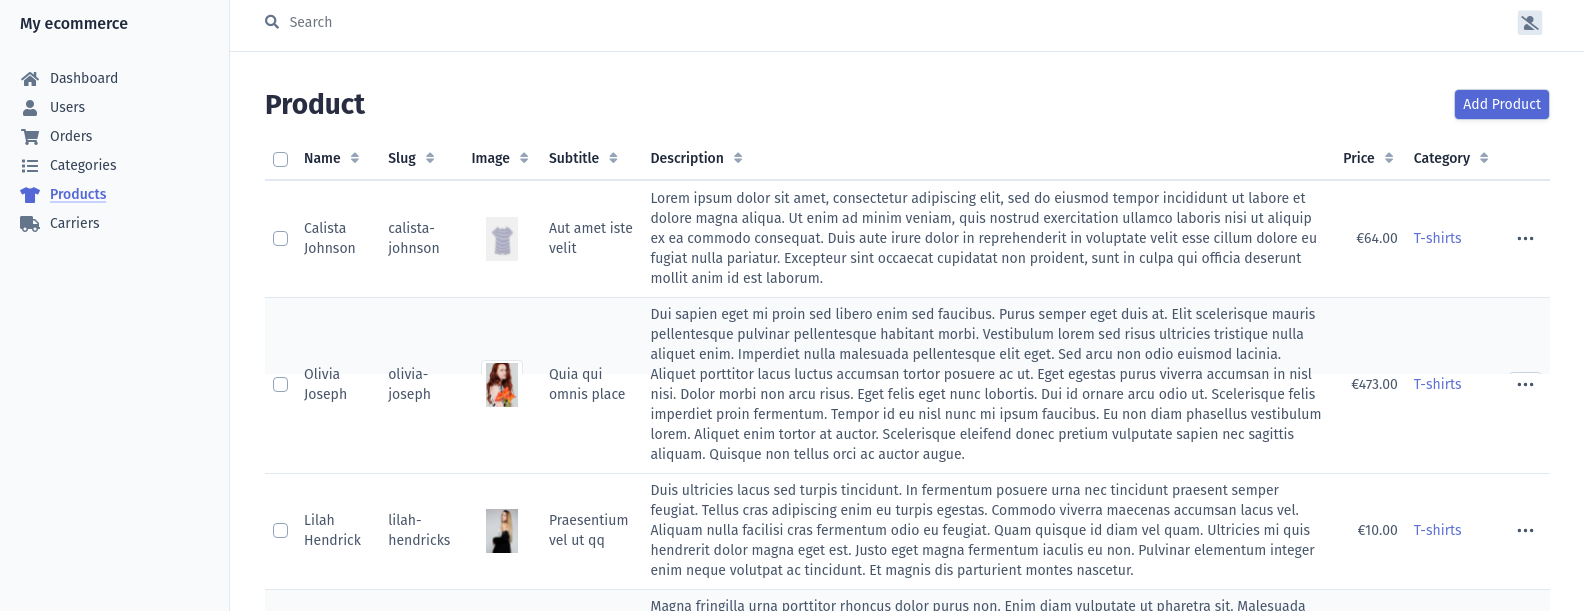 My ecommerce
Search
Dashboard
Users
Orders
Categories
Products
Carriers
Product
Add Product
Name Slug Image Subtitle Description Price Category
Calista
Johnson
calista-
johnson
Aut amet iste
velit
Lorem ipsum dolor sit amet, consectetur adipiscing elit, sed do eiusmod tempor incididunt ut labore et
dolore magna aliqua. Ut enim ad minim veniam, quis nostrud exercitation ullamco laboris nisi ut aliquip
ex ea commodo consequat. Duis aute irure dolor in reprehenderit in voluptate velit esse cillum dolore eu
fugiat nulla pariatur. Excepteur sint occaecat cupidatat non proident, sunt in culpa qui officia deserunt
mollit anim id est laborum.
€64.00
T-shirts
Olivia
Joseph
olivia-
joseph
Quia qui
omnis place
Dui sapien eget mi proin sed libero enim sed faucibus. Purus semper eget duis at. Elit scelerisque mauris
pellentesque pulvinar pellentesque habitant morbi. Vestibulum lorem sed risus ultricies tristique nulla
aliquet enim. Imperdiet nulla malesuada pellentesque elit eget. Sed arcu non odio euismod lacinia.
Aliquet porttitor lacus luctus accumsan tortor posuere ac ut. Eget egestas purus viverra accumsan in nisl
nisi. Dolor morbi non arcu risus. Eget felis eget nunc lobortis. Dui id ornare arcu odio ut. Scelerisque felis
imperdiet proin fermentum. Tempor id eu nisl nunc mi ipsum faucibus. Eu non diam phasellus vestibulum
lorem. Aliquet enim tortor at auctor. Scelerisque eleifend donec pretium vulputate sapien nec sagittis
aliquam. Quisque non tellus orci ac auctor augue.
€473.00
T-shirts
Lilah
Hendrick
lilah-
hendricks
Praesentium
vel ut qq
Duis ultricies lacus sed turpis tincidunt. In fermentum posuere urna nec tincidunt praesent semper
feugiat. Tellus cras adipiscing enim eu turpis egestas. Commodo viverra maecenas accumsan lacus vel.
Aliquam nulla facilisi cras fermentum odio eu feugiat. Quam quisque id diam vel quam. Ultricies mi quis
hendrerit dolor magna eget est. Justo eget magna fermentum iaculis eu non. Pulvinar elementum integer
enim neque volutpat ac tincidunt. Et magnis dis parturient montes nascetur.
€10.00
T-shirts
Magna fringilla urna porttitor rhoncus dolor purus non. Enim diam vulputate ut pharetra sit. Malesuada